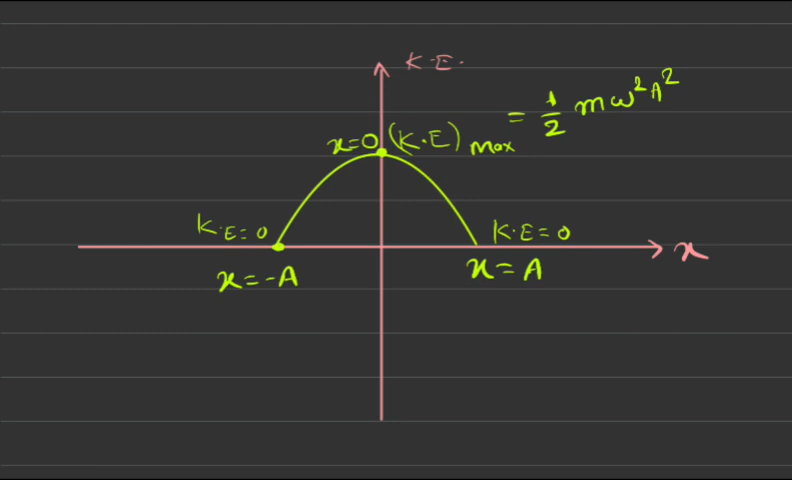 K.E.
x=0 (K.E) max = 1/2 mω²A²
K.E=0 K.E=0
x=-A x=A
x